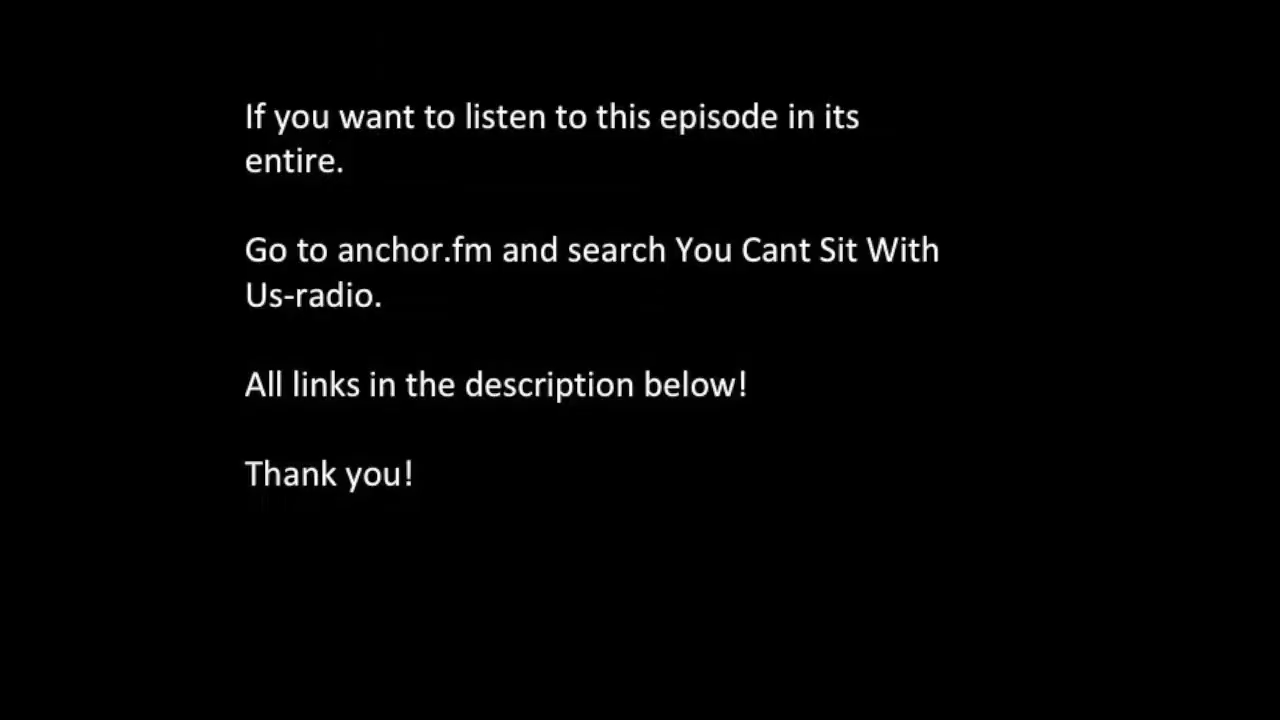 If you want to listen to this episode in its
entire.
Go to anchor.fm and search You Cant Sit With
Us-radio.
All links in the description below!
Thank you!